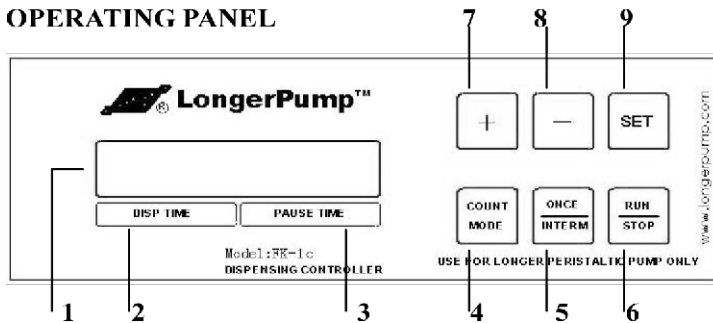 OPERATING PANEL
7 8 9
® LongerPump™
+ − SET
DISP TIME PAUSE TIME
COUNT MODE
ONCE INTERM
RUN STOP
Model:FK-1c
DISPENSING CONTROLLER
USE FOR LONGER PERISTALTIC PUMP ONLY
www.longerpump.com
1 2 3 4 5 6